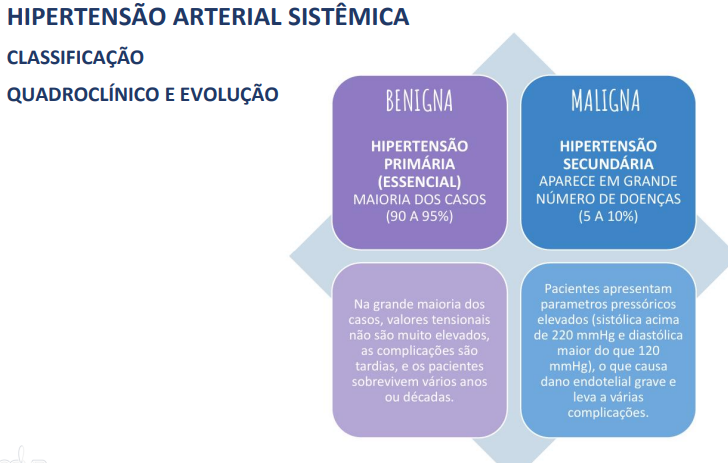 HIPERTENSÃO ARTERIAL SISTÊMICA
CLASSIFICAÇÃO
QUADROCLÍNICO E EVOLUÇÃO
BENIGNA
HIPERTENSÃO
PRIMÁRIA
(ESSENCIAL)
MAIORIA DOS CASOS
(90 A 95%)
MALIGNA
HIPERTENSÃO
SECUNDÁRIA
APARECE EM GRANDE
NÚMERO DE DOENÇAS
(5 A 10%)
Na grande maioria dos
casos, valores tensionais
não são muito elevados,
as complicações são
tardias, e os pacientes
sobrevivem vários anos
ou décadas.
Pacientes apresentam
parametros pressóricos
elevados (sistólica acima
de 220 mmHg e diastólica
maior do que 120
mmHg), o que causa
dano endotelial grave e
leva a várias
complicações.